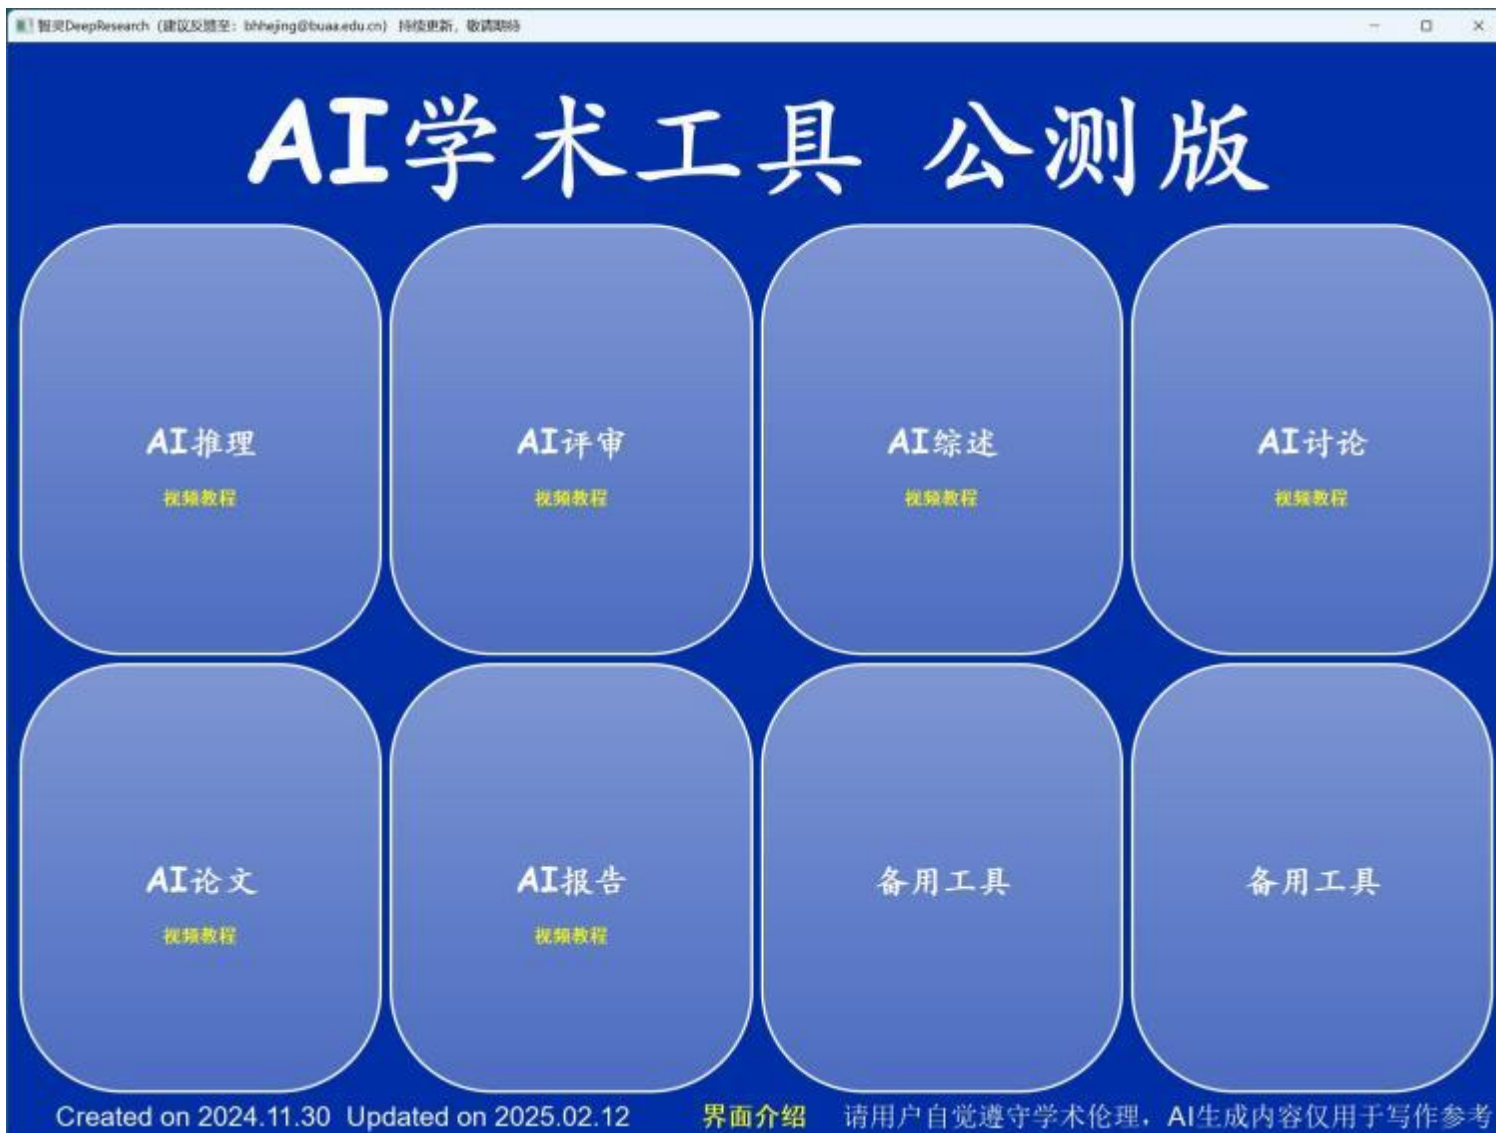 智灵DeepResearch（建议反馈至：bhhejing@buaa.edu.cn） 持续更新，敬请期待
AI学术工具 公测版
AI推理
视频教程
AI评审
视频教程
AI综述
视频教程
AI讨论
视频教程
AI论文
视频教程
AI报告
视频教程
备用工具
备用工具
Created on 2024.11.30 Updated on 2025.02.12 界面介绍 请用户自觉遵守学术伦理，AI生成内容仅用于写作参考